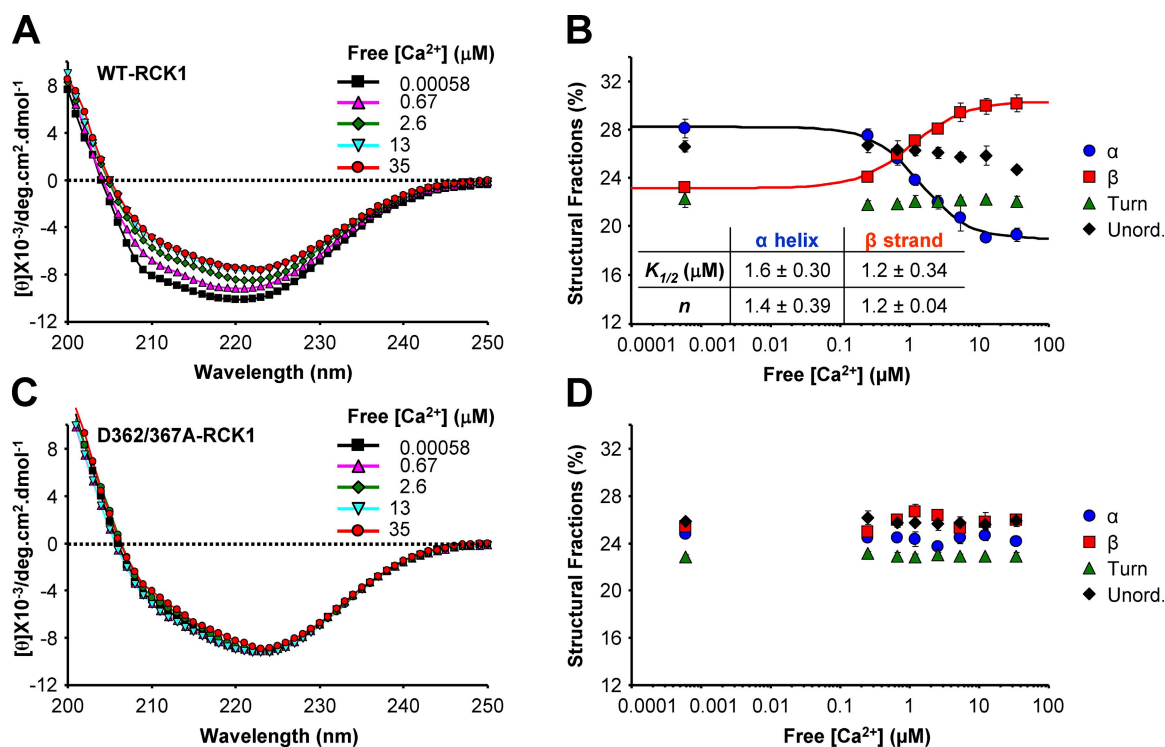 A
WT-RCK1
Free [Ca²⁺] (µM)
0.00058
0.67
2.6
13
35
[θ]X10⁻³/deg.cm².dmol⁻¹
8
4
0
-4
-8
-12
200 210 220 230 240 250
Wavelength (nm)
B
Structural Fractions (%)
32
28
24
20
16
12
α
β
Turn
Unord.
α helix β strand
K₁/₂ (µM) 1.6 ± 0.30 1.2 ± 0.34
n 1.4 ± 0.39 1.2 ± 0.04
0.0001 0.001 0.01 0.1 1 10 100
Free [Ca²⁺] (µM)
C
D362/367A-RCK1
Free [Ca²⁺] (µM)
0.00058
0.67
2.6
13
35
[θ]X10⁻³/deg.cm².dmol⁻¹
8
4
0
-4
-8
-12
200 210 220 230 240 250
Wavelength (nm)
D
Structural Fractions (%)
32
28
24
20
16
12
α
β
Turn
Unord.
0.0001 0.001 0.01 0.1 1 10 100
Free [Ca²⁺] (µM)